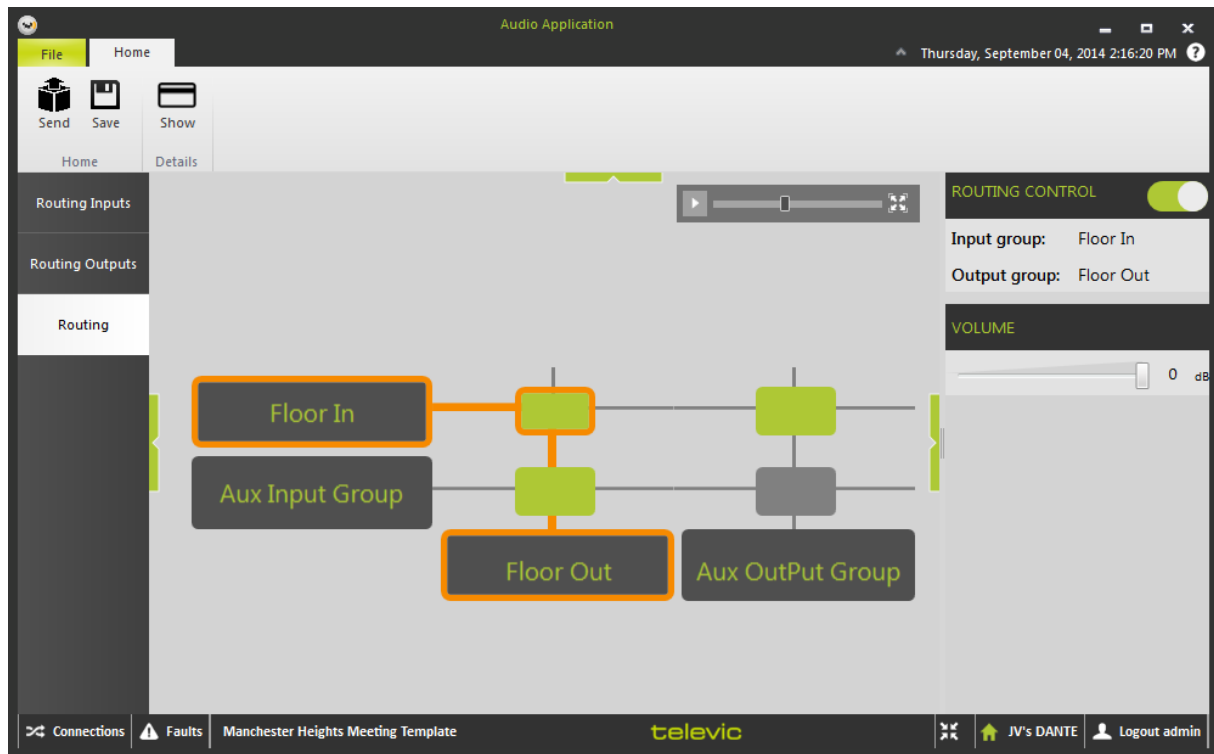 Audio Application
File Home
Thursday, September 04, 2014 2:16:20 PM ?
Send Save Show
Home Details
Routing Inputs
Routing Outputs
Routing
ROUTING CONTROL
Input group: Floor In
Output group: Floor Out
VOLUME
0 dB
Floor In
Aux Input Group
Floor Out Aux OutPut Group
Connections Faults Manchester Heights Meeting Template televic JV's DANTE Logout admin